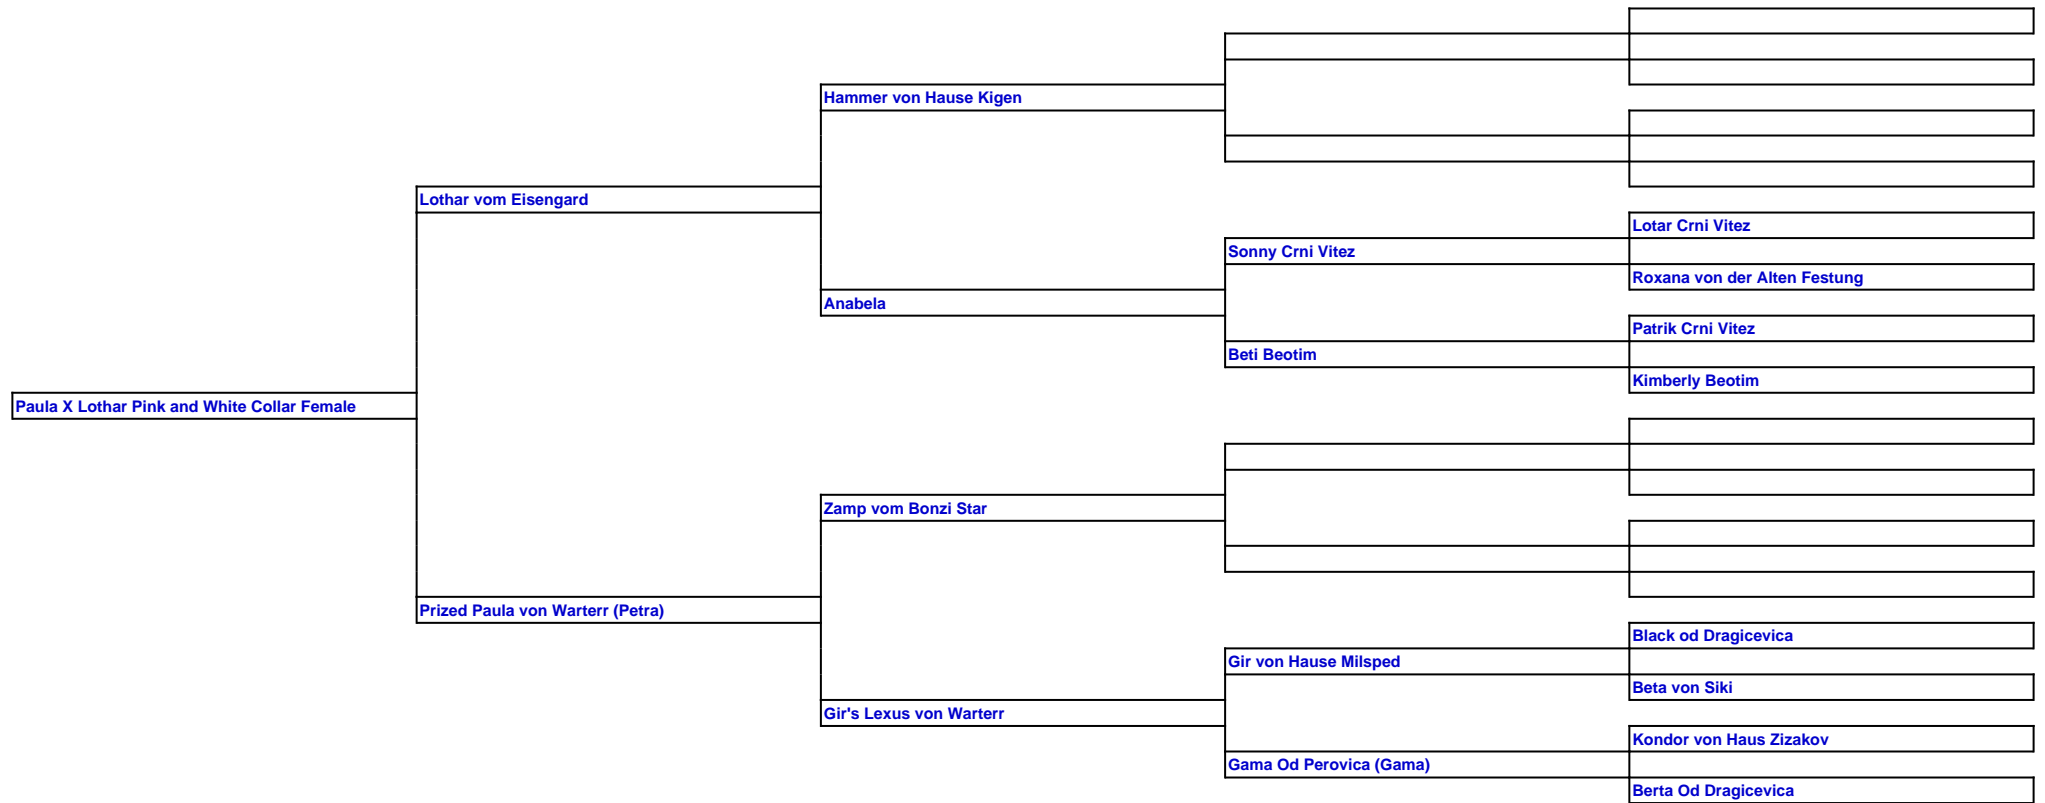 Hammer von Hause Kigen
Lothar vom Eisengard
Lotar Crni Vitez
Sonny Crni Vitez
Roxana von der Alten Festung
Anabela
Patrik Crni Vitez
Beti Beotim
Kimberly Beotim
Paula X Lothar Pink and White Collar Female
Zamp vom Bonzi Star
Prized Paula von Warterr (Petra)
Black od Dragicevica
Gir von Hause Milsped
Beta von Siki
Gir's Lexus von Warterr
Kondor von Haus Zizakov
Gama Od Perovica (Gama)
Berta Od Dragicevica